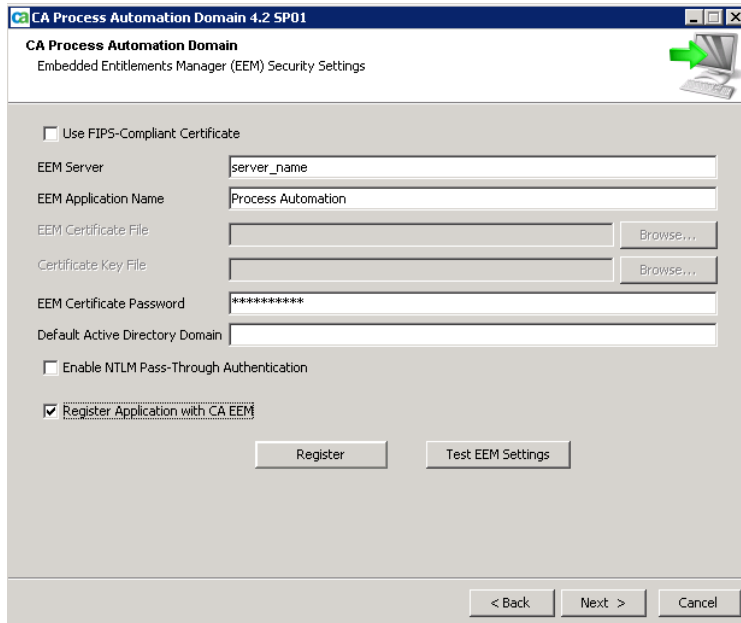 ca CA Process Automation Domain 4.2 SP01
CA Process Automation Domain
Embedded Entitlements Manager (EEM) Security Settings
Use FIPS-Compliant Certificate
EEM Server server_name
EEM Application Name Process Automation
EEM Certificate File Browse...
Certificate Key File Browse...
EEM Certificate Password **********
Default Active Directory Domain
Enable NTLM Pass-Through Authentication
Register Application with CA EEM
Register Test EEM Settings
< Back Next > Cancel